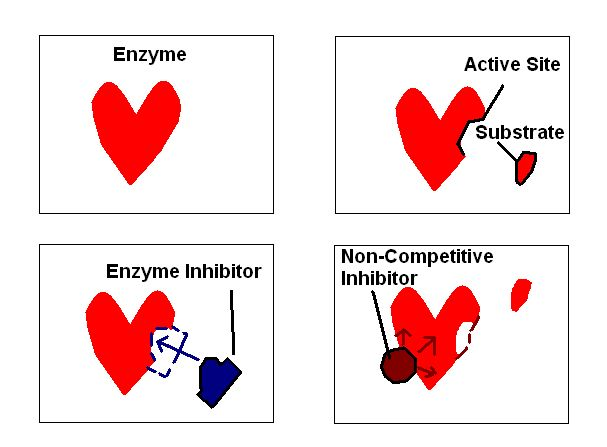 Enzyme
Active Site
Substrate
Enzyme Inhibitor
Non-Competitive
Inhibitor